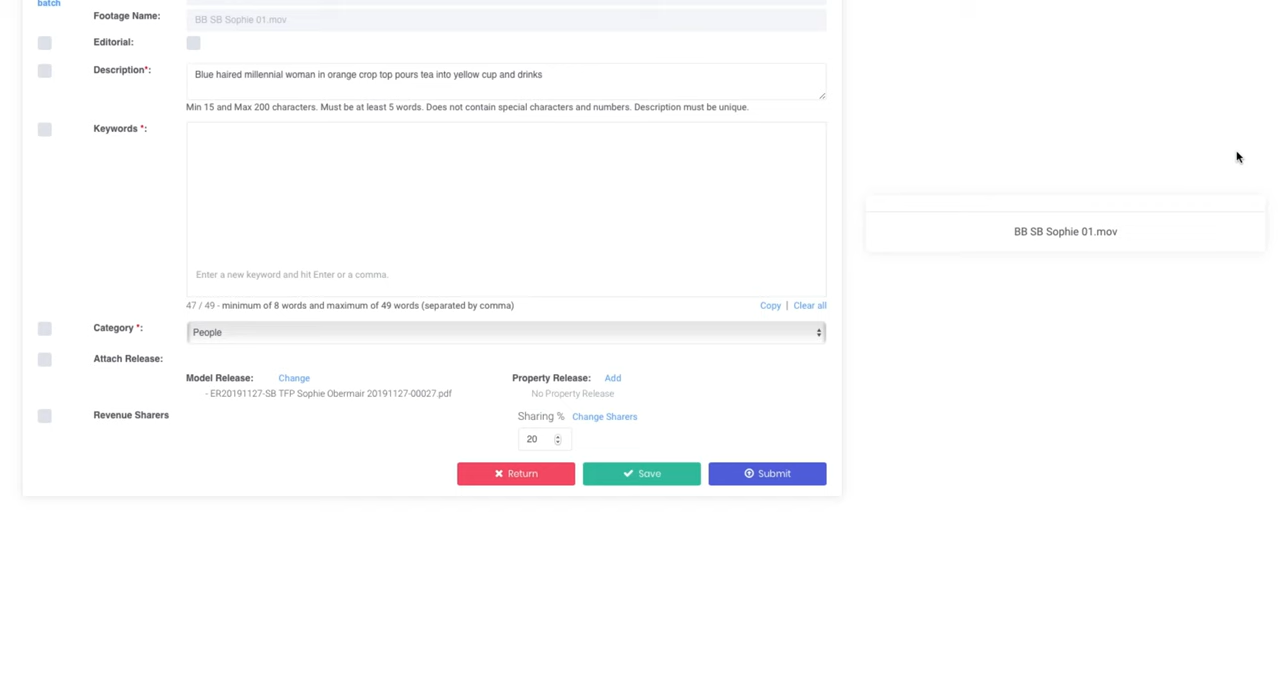 batch
Footage Name:
BB SB Sophie 01.mov
Editorial:
Description*:
Blue haired millennial woman in orange crop top pours tea into yellow cup and drinks
Min 15 and Max 200 characters. Must be at least 5 words. Does not contain special characters and numbers. Description must be unique.
Keywords *:
Enter a new keyword and hit Enter or a comma.
47 / 49 - minimum of 8 words and maximum of 49 words (separated by comma)
Copy | Clear all
Category *:
People
Attach Release:
Model Release: Change
- ER20191127-SB TFP Sophie Obermair 20191127-00027.pdf
Property Release: Add
No Property Release
Revenue Sharers
Sharing % Change Sharers
20
Return
Save
Submit
BB SB Sophie 01.mov